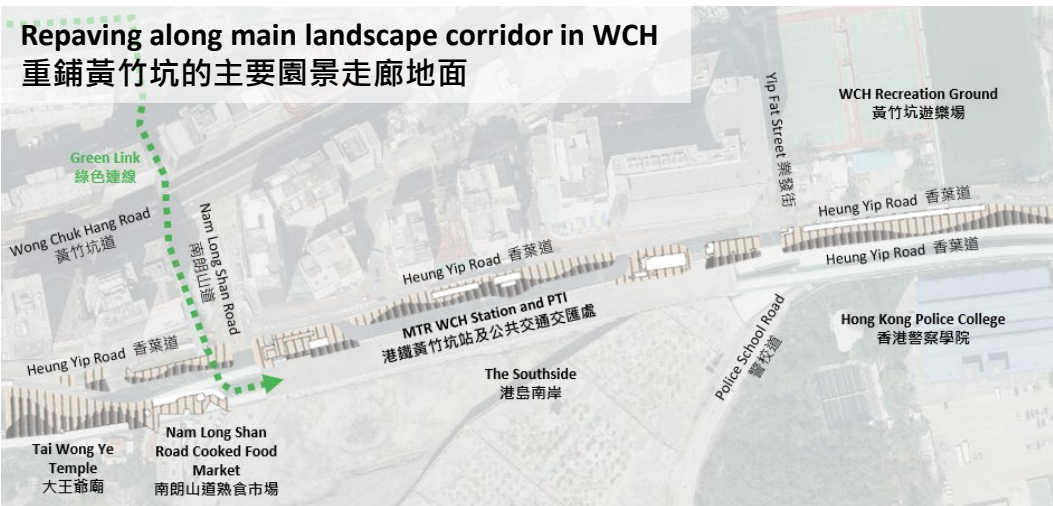 Repaving along main landscape corridor in WCH
重鋪黃竹坑的主要園景走廊地面
WCH Recreation Ground
黃竹坑遊樂場
Yip Fat Street 業發街
Green Link
綠色連線
Wong Chuk Hang Road
黃竹坑道
Nam Long Shan Road
南朗山道
Heung Yip Road 香葉道
Heung Yip Road 香葉道
Heung Yip Road 香葉道
MTR WCH Station and PTI
港鐵黃竹坑站及公共交通交匯處
Heung Yip Road 香葉道
The Southside
港島南岸
Police School Road
警校道
Hong Kong Police College
香港警察學院
Tai Wong Ye
Temple
大王爺廟
Nam Long Shan
Road Cooked Food
Market
南朗山道熟食市場